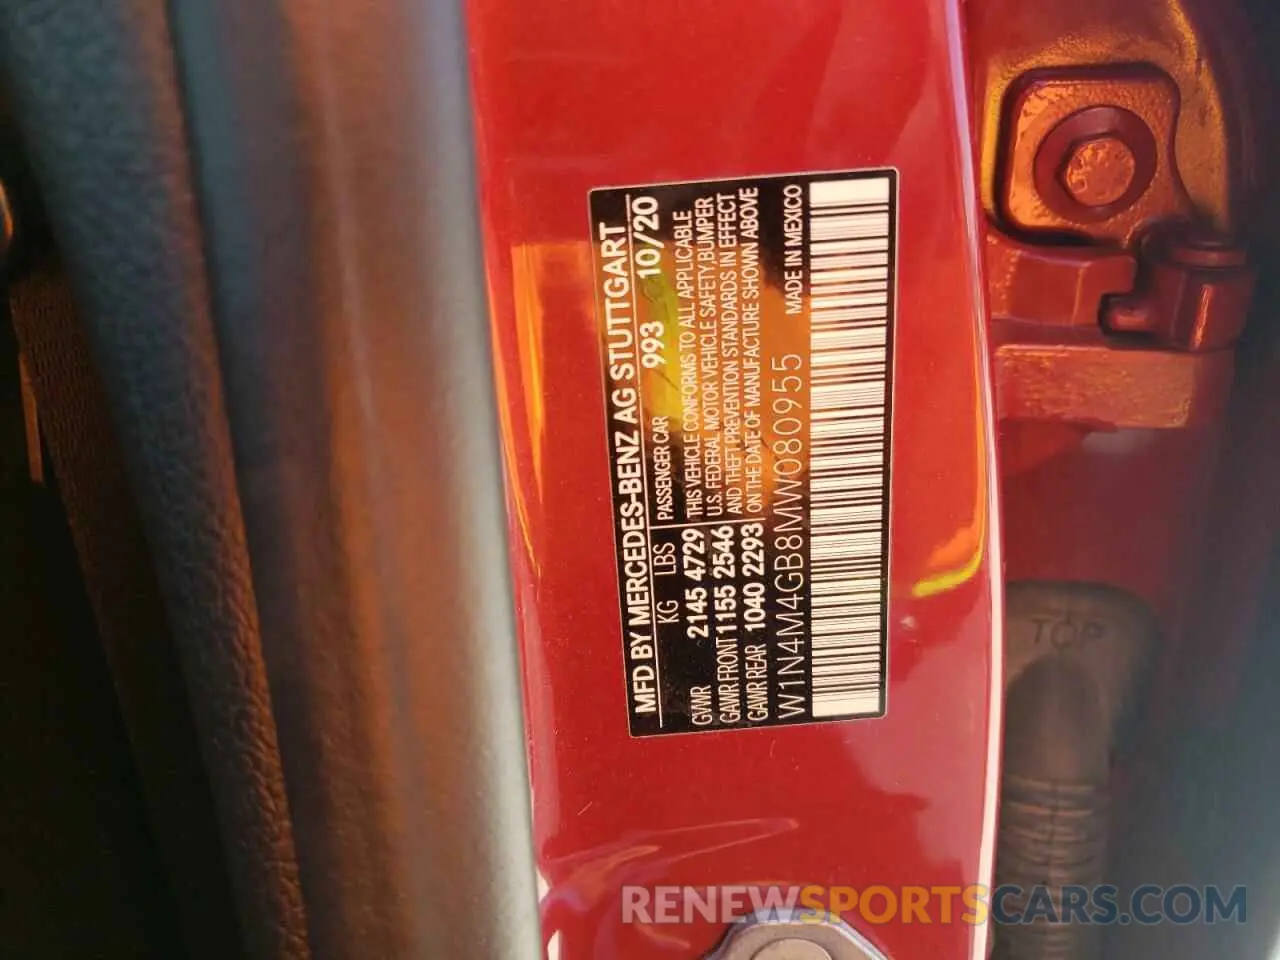 MFD BY MERCEDES-BENZ AG STUTTGART
KG LBS PASSENGER CAR 993 10/20
GVWR 2145 4729
GAWR FRONT 1155 2546
GAWR REAR 1040 2293
THIS VEHICLE CONFORMS TO ALL APPLICABLE
U.S. FEDERAL MOTOR VEHICLE SAFETY, BUMPER
AND THEFT PREVENTION STANDARDS IN EFFECT
ON THE DATE OF MANUFACTURE SHOWN ABOVE
W1N4M4GB8MW080955 MADE IN MEXICO
TOP
RENEWSPORTSCARS.COM